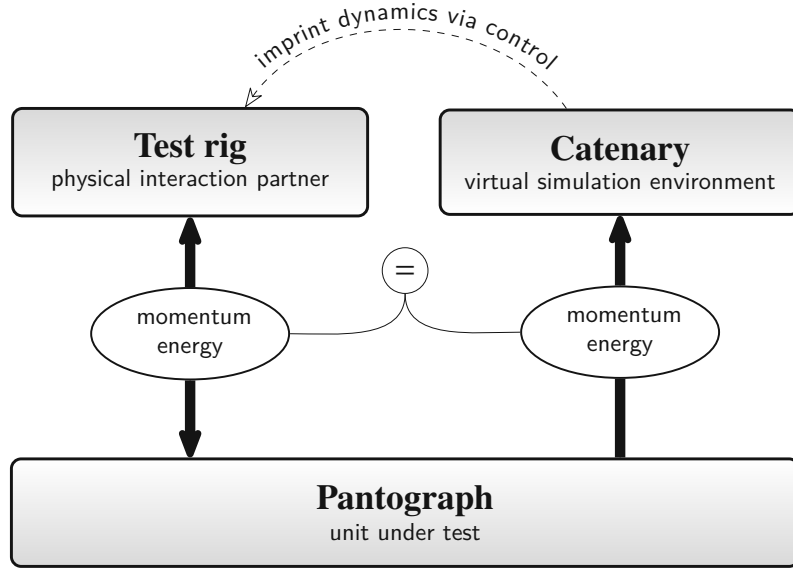 imprint dynamics via control
Test rig
physical interaction partner
Catenary
virtual simulation environment
=
momentum
energy
momentum
energy
Pantograph
unit under test